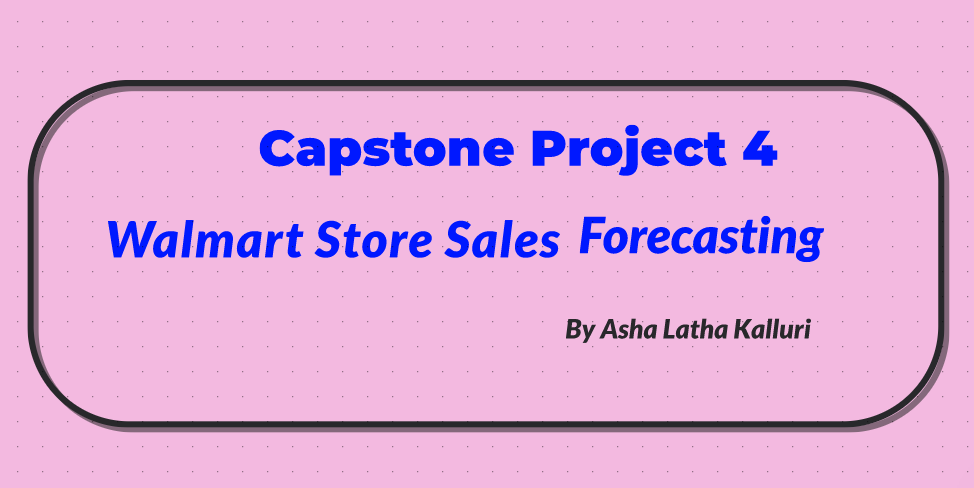 Capstone Project 4
Walmart Store Sales Forecasting
By Asha Latha Kalluri